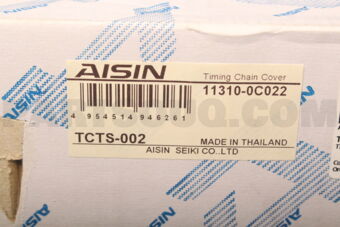 AISIN
Timing Chain Cover
11310-0C022
4 954514 946261
TCTS-002
MADE IN THAILAND
AISIN SEIKI CO.,LTD